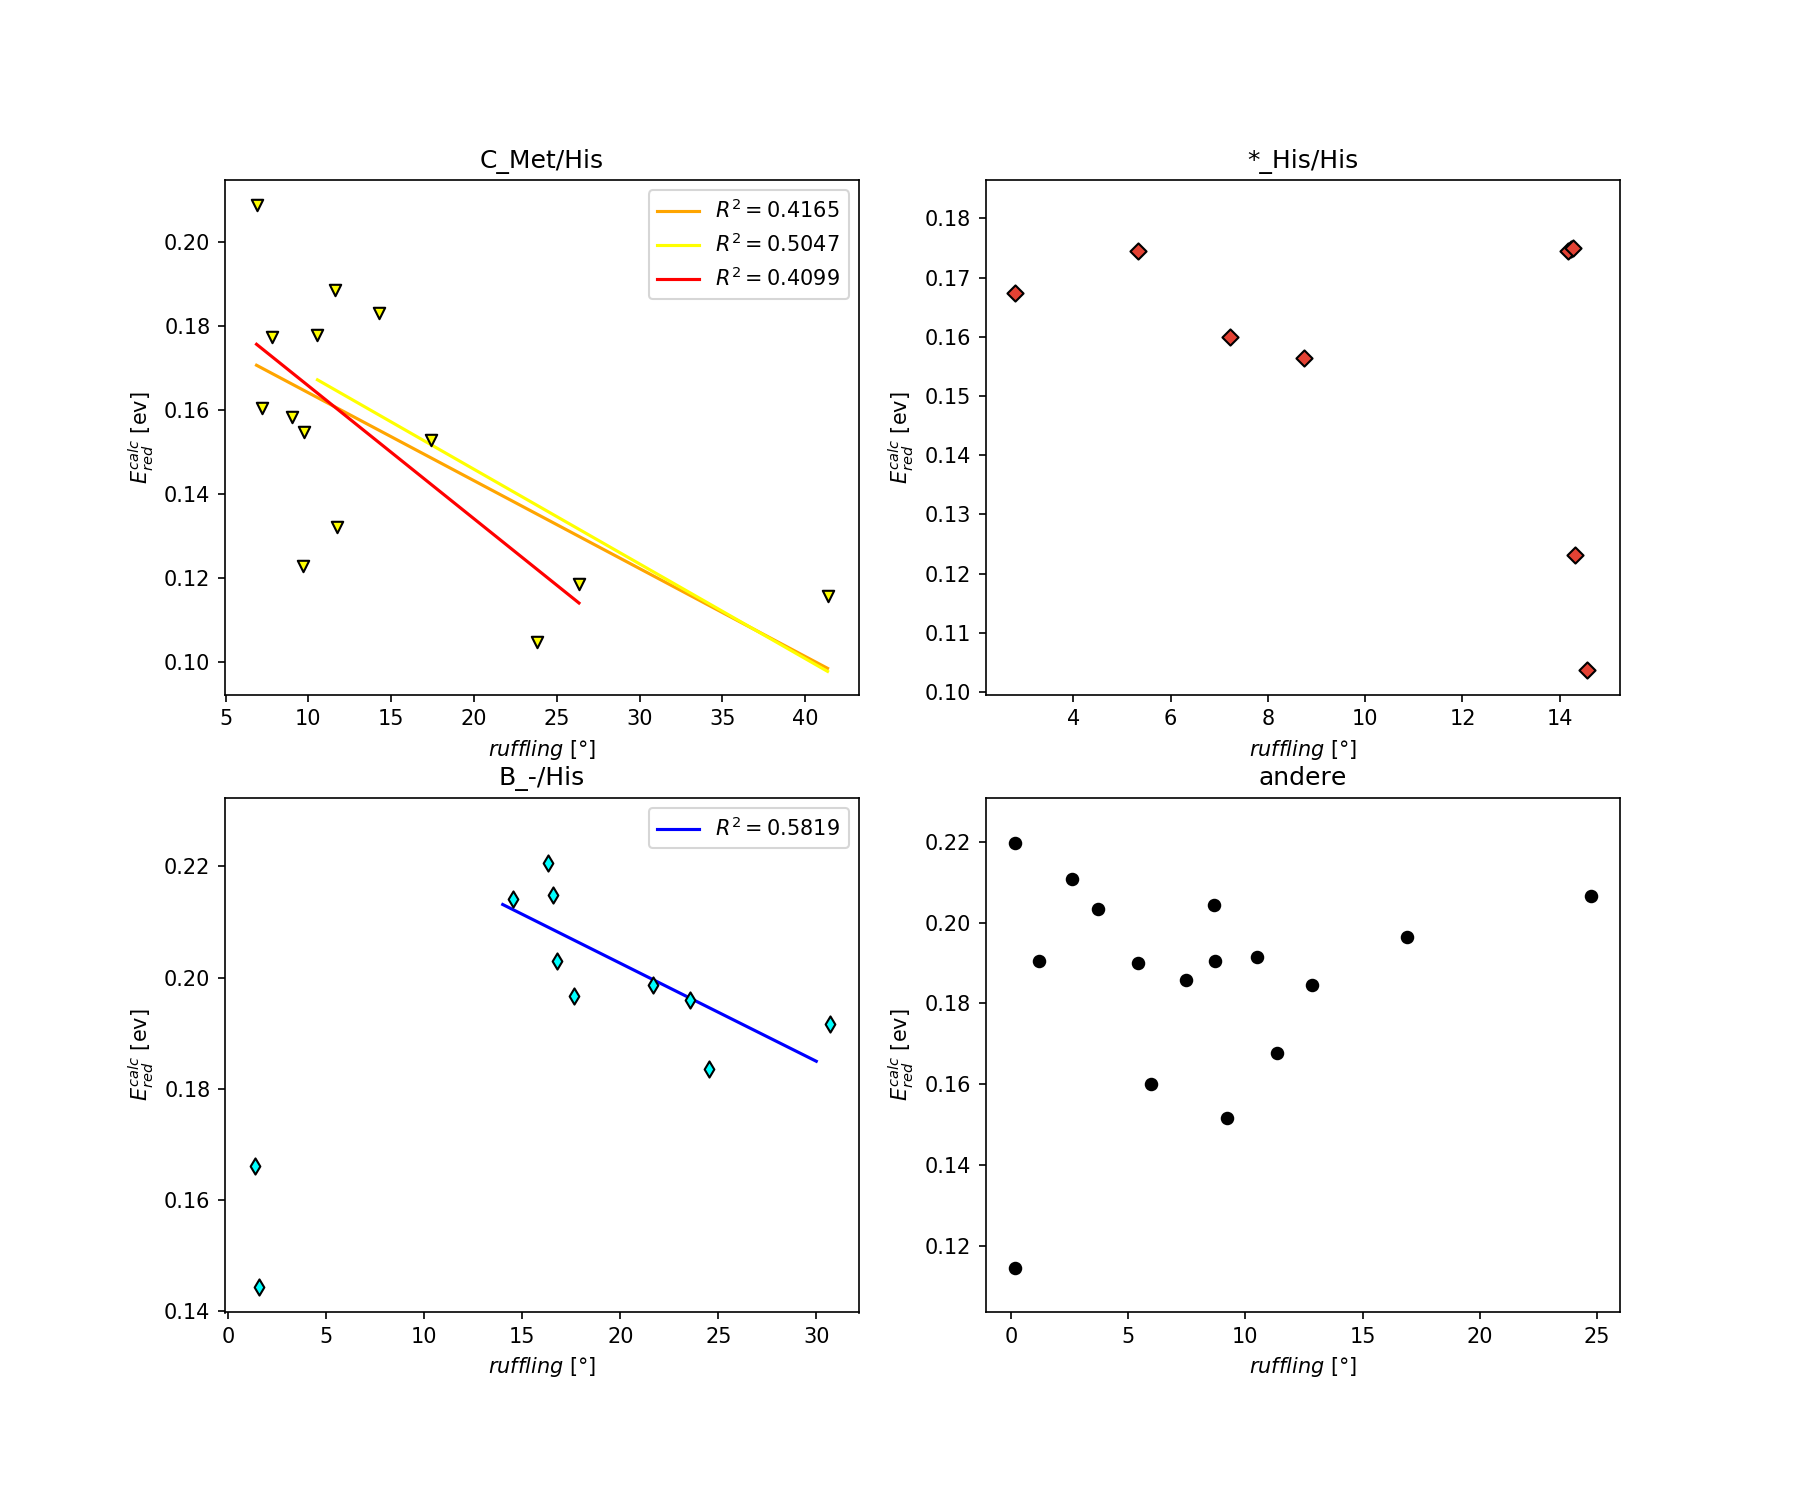 C_Met/His
R² = 0.4165
R² = 0.5047
R² = 0.4099
E_red^calc [ev]
0.20
0.18
0.16
0.14
0.12
0.10
5 10 15 20 25 30 35 40
ruffling [°]
*_His/His
E_red^calc [ev]
0.18
0.17
0.16
0.15
0.14
0.13
0.12
0.11
0.10
4 6 8 10 12 14
ruffling [°]
B_-/His
R² = 0.5819
E_red^calc [ev]
0.22
0.20
0.18
0.16
0.14
0 5 10 15 20 25 30
ruffling [°]
andere
E_red^calc [ev]
0.22
0.20
0.18
0.16
0.14
0.12
0 5 10 15 20 25
ruffling [°]